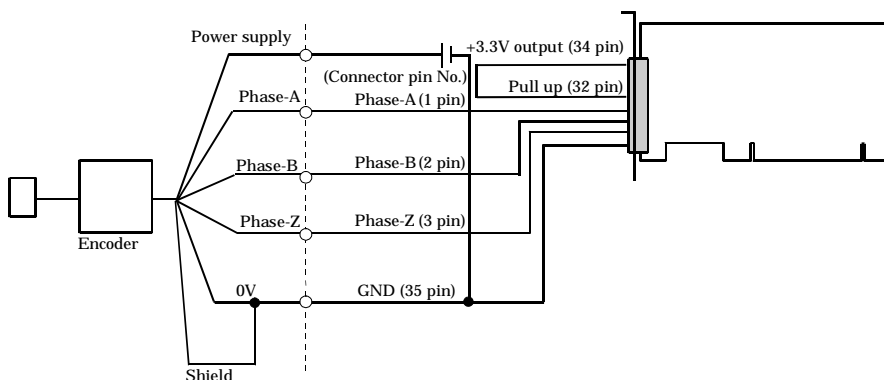 Power supply
+3.3V output (34 pin)
(Connector pin No.)
Pull up (32 pin)
Phase-A
Phase-A (1 pin)
Phase-B
Phase-B (2 pin)
Phase-Z
Phase-Z (3 pin)
Encoder
0V
GND (35 pin)
Shield